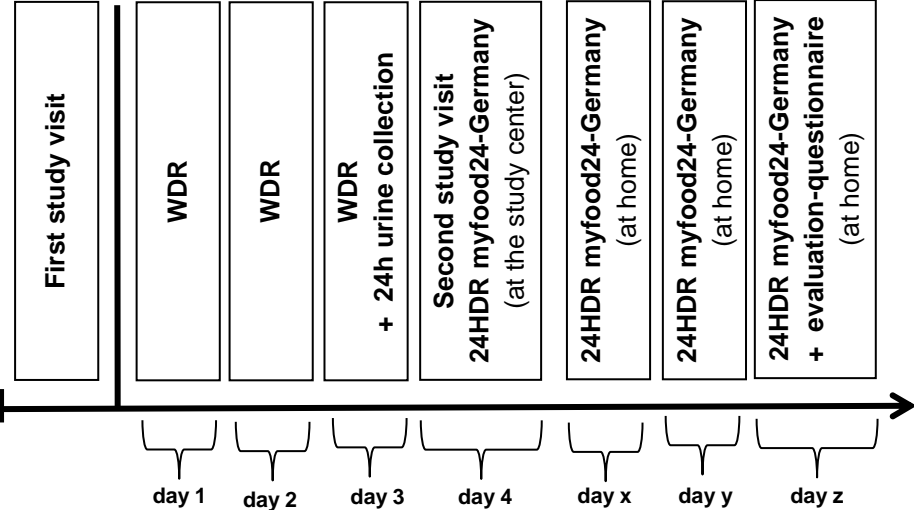 First study visit
WDR
WDR
WDR
+ 24h urine collection
Second study visit
24HDR myfood24-Germany
(at the study center)
24HDR myfood24-Germany
(at home)
24HDR myfood24-Germany
(at home)
24HDR myfood24-Germany
+ evaluation-questionnaire
(at home)
day 1
day 2
day 3
day 4
day x
day y
day z